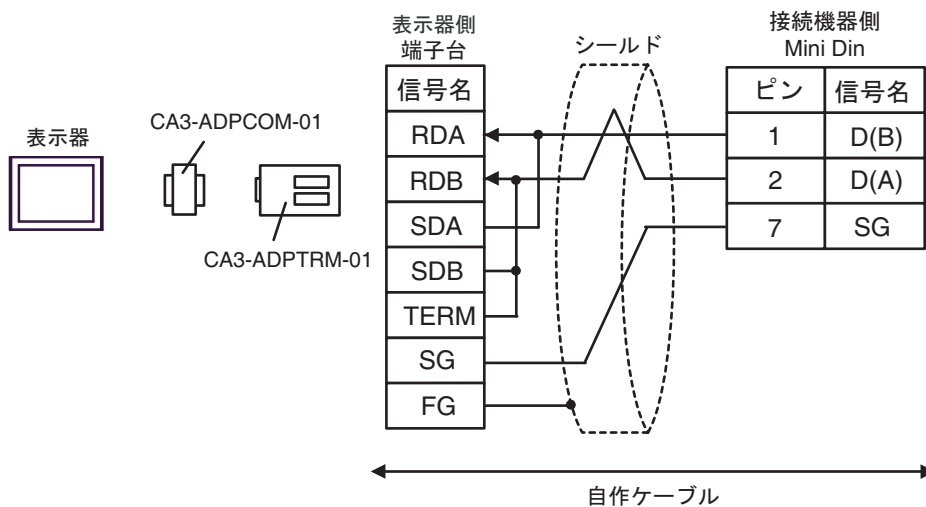 表示器
CA3-ADPCOM-01
CA3-ADPTRM-01
表示器側
端子台
信号名
RDA
RDB
SDA
SDB
TERM
SG
FG
シールド
接続機器側
Mini Din
ピン 信号名
1 D(B)
2 D(A)
7 SG
自作ケーブル